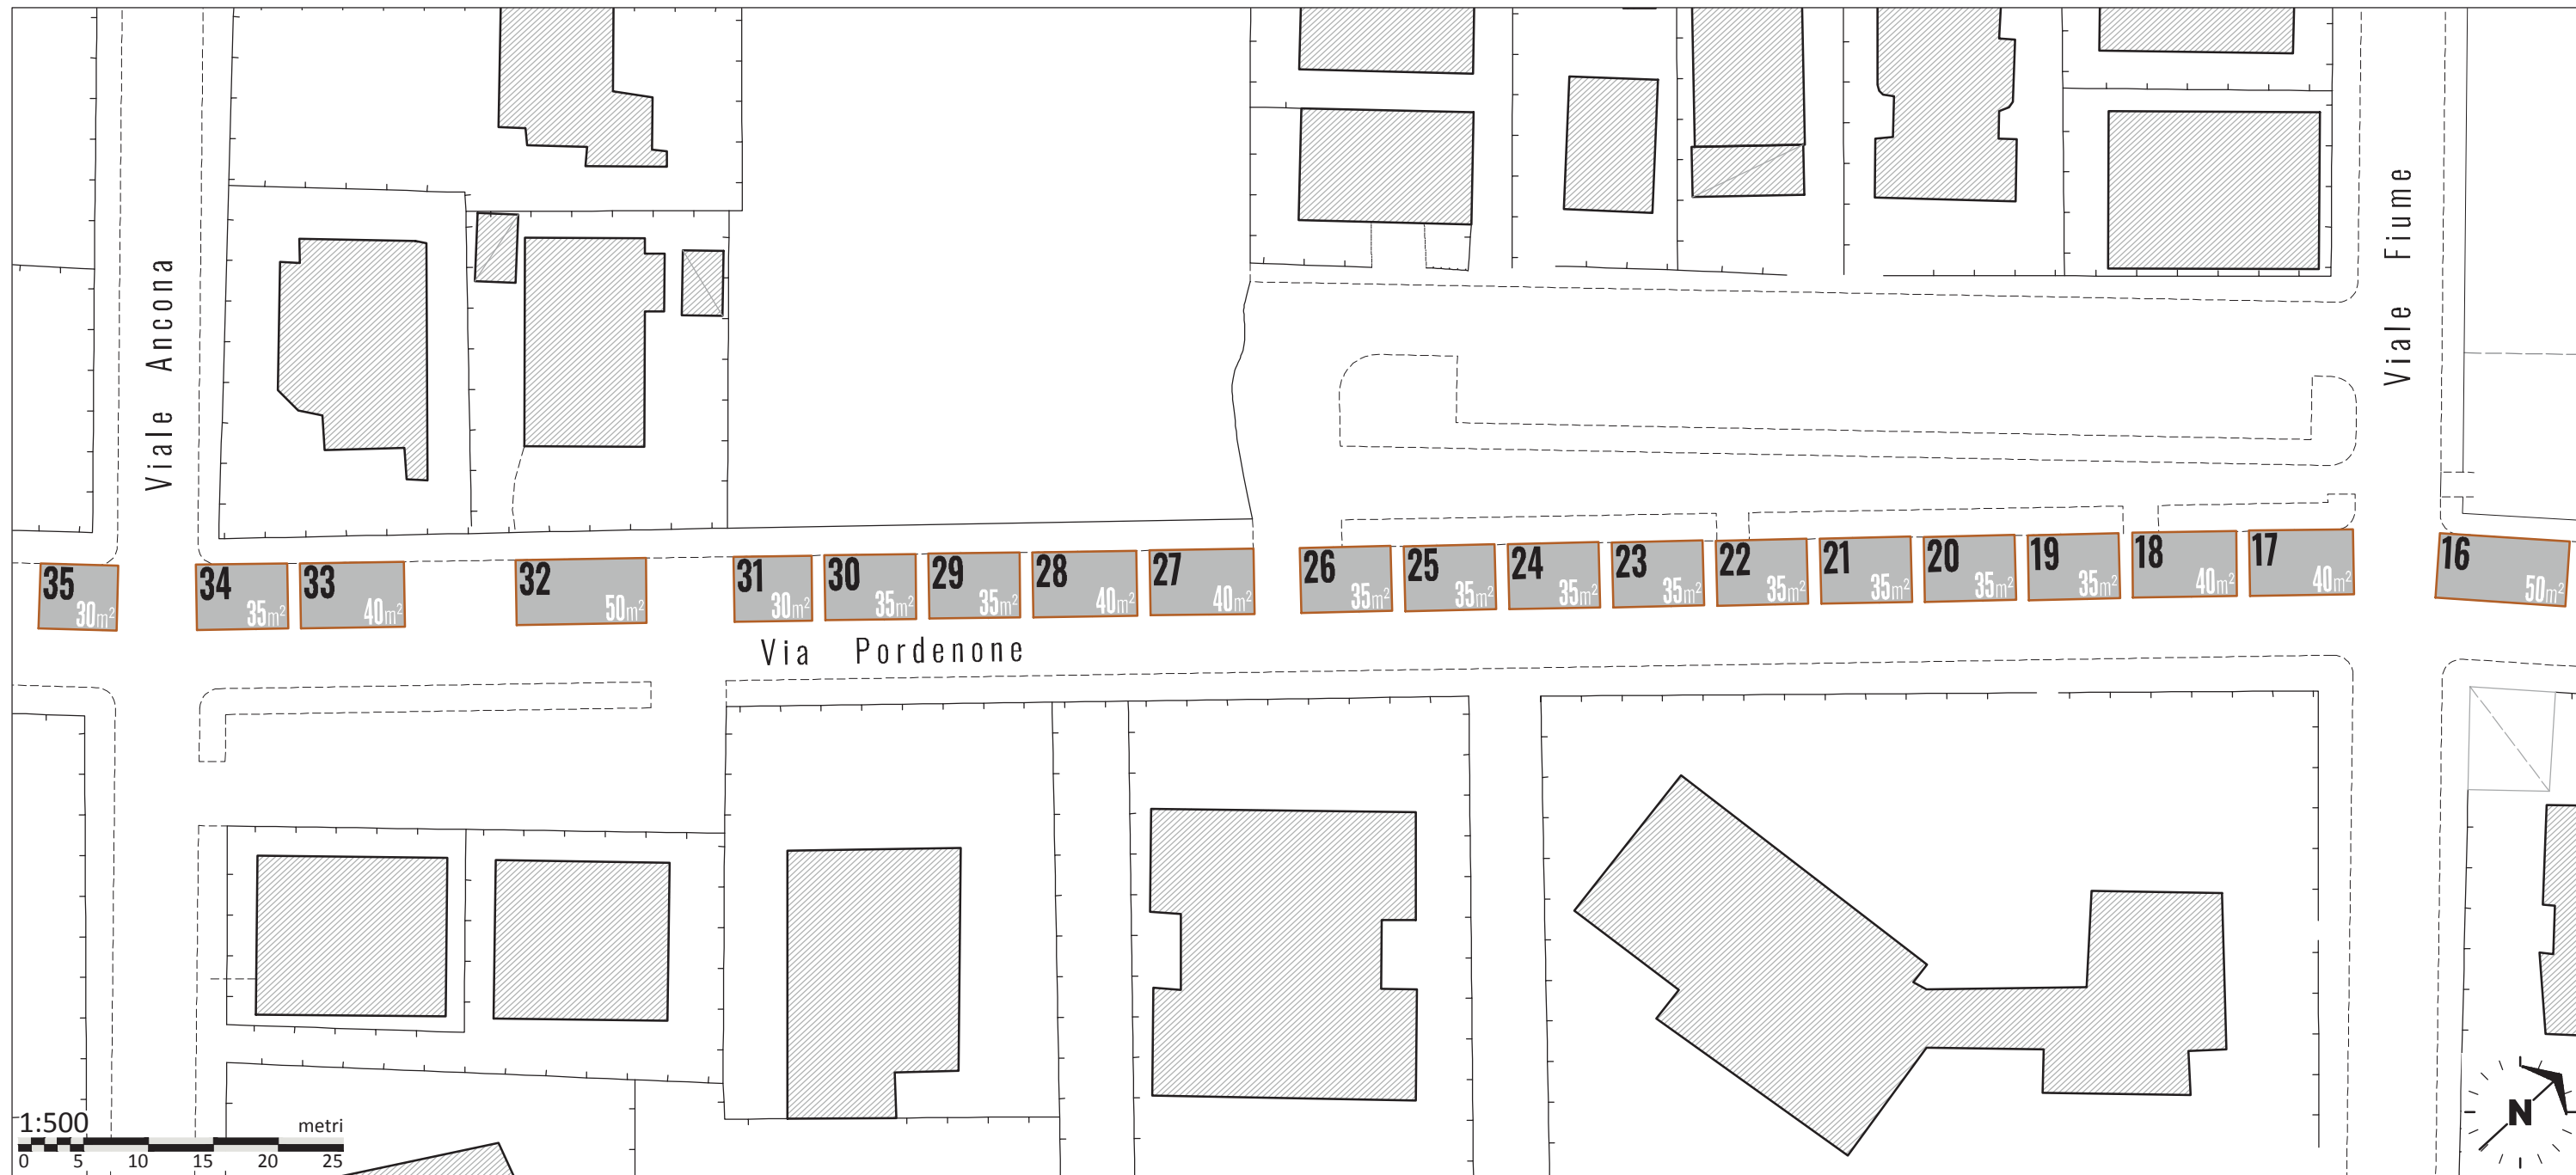 Viale Ancona
Viale Fiume
35
30m²
34
35m²
33
40m²
32
50m²
31
30m²
30
35m²
29
35m²
28
40m²
27
40m²
26
35m²
25
35m²
24
35m²
23
35m²
22
35m²
21
35m²
20
35m²
19
35m²
18
40m²
17
40m²
16
50m²
Via Pordenone
1:500
metri
0 5 10 15 20 25
N